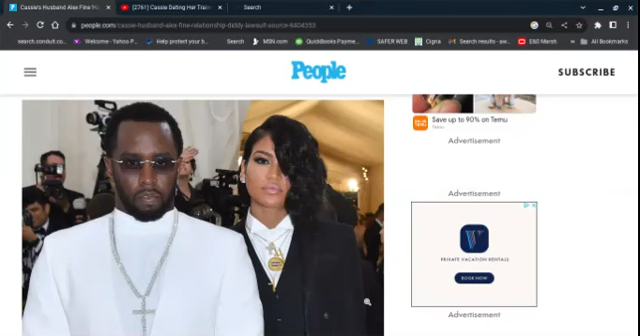 Cassie's Husband Alex Fine 
(2761) Cassie Dating Her Train
Search
people.com/cassie-husband-alex-fine-relationship-diddy-lawsuit-source-8404353
search.conduit.co...
Welcome - Yahoo P...
Help protect your b...
Search
MSN.com
QuickBooks Payme...
SAFER WEB
Cigna
Search results - aw...
E&O Marsh
All Bookmarks
People
SUBSCRIBE
Save up to 90% on Temu
Temu
Advertisement
Advertisement
PRIVATE VACATION RENTALS
BOOK NOW
Advertisement